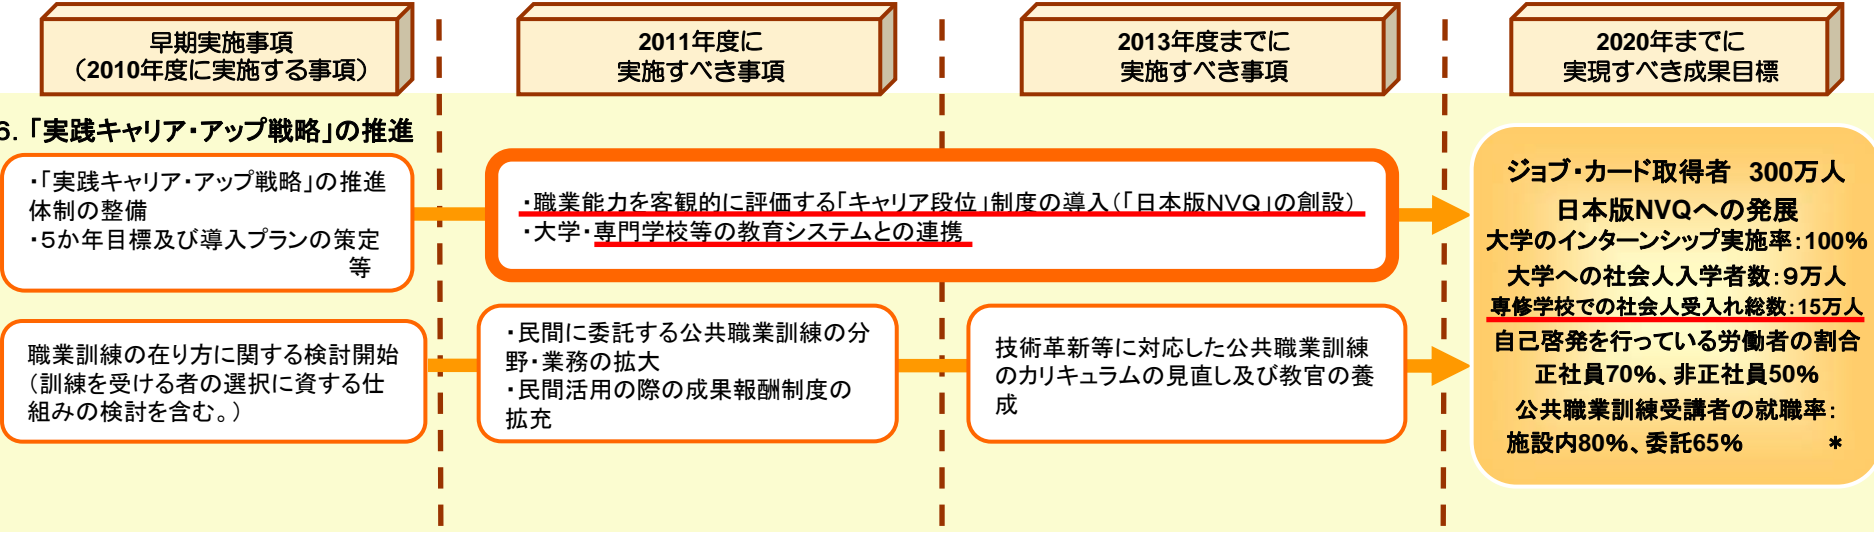 早期実施事項
（2010年度に実施する事項）
2011年度に
実施すべき事項
2013年度までに
実施すべき事項
2020年までに
実現すべき成果目標
6．「実践キャリア・アップ戦略」の推進
・「実践キャリア・アップ戦略」の推進
体制の整備
・５か年目標及び導入プランの策定
等
・職業能力を客観的に評価する「キャリア段位」制度の導入（「日本版ＮＶＱ」の創設）
・大学・専門学校等の教育システムとの連携
職業訓練の在り方に関する検討開始
（訓練を受ける者の選択に資する仕
組みの検討を含む。）
・民間に委託する公共職業訓練の分
野・業務の拡大
・民間活用の際の成果報酬制度の
拡充
技術革新等に対応した公共職業訓練
のカリキュラムの見直し及び教官の養
成
ジョブ・カード取得者　300万人
日本版NVQへの発展
大学のインターンシップ実施率：100%
大学への社会人入学者数：９万人
専修学校での社会人受入れ総数：15万人
自己啓発を行っている労働者の割合
正社員70%、非正社員50%
公共職業訓練受講者の就職率：
施設内80%、委託65%　＊